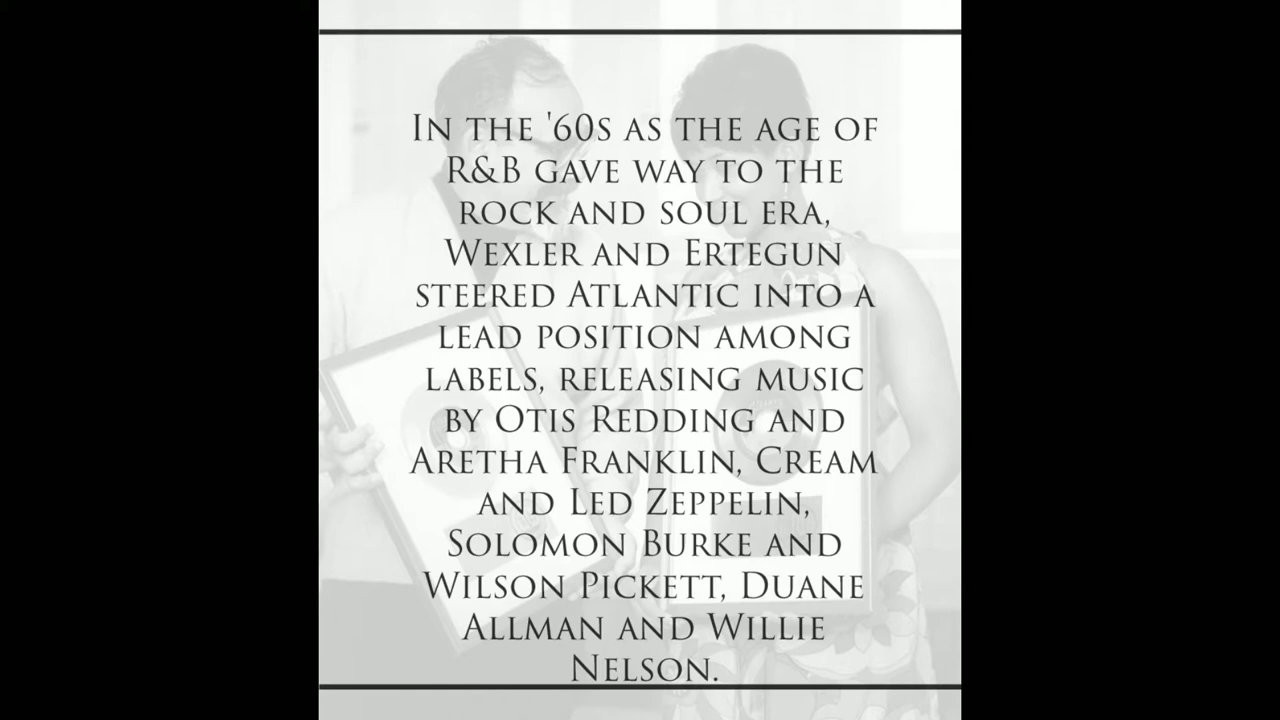 In the '60s as the age of
R&B gave way to the
rock and soul era,
Wexler and Ertegun
steered Atlantic into a
lead position among
labels, releasing music
by Otis Redding and
Aretha Franklin, Cream
and Led Zeppelin,
Solomon Burke and
Wilson Pickett, Duane
Allman and Willie
Nelson.